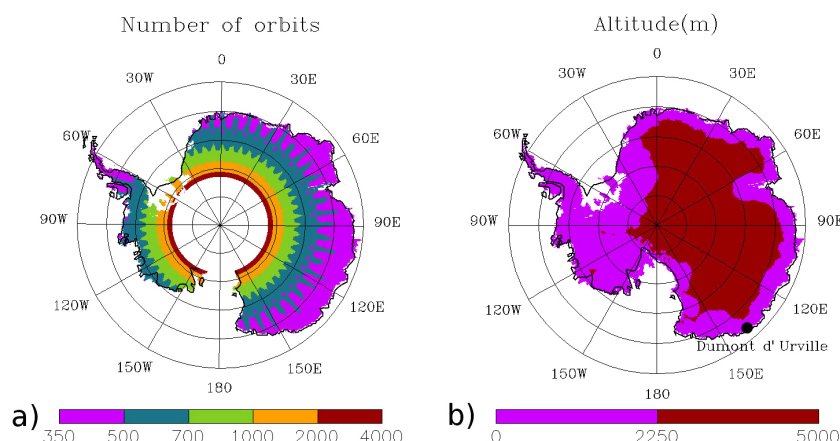 Number of orbits
0
30W
30E
60W
60E
90W
90E
120W
120E
150W
150E
180
a)
350
500
700
1000
2000
4000
Altitude(m)
0
30W
30E
60W
60E
90W
90E
120W
120E
Dumont d'Urville
150W
150E
180
b)
0
2250
5000